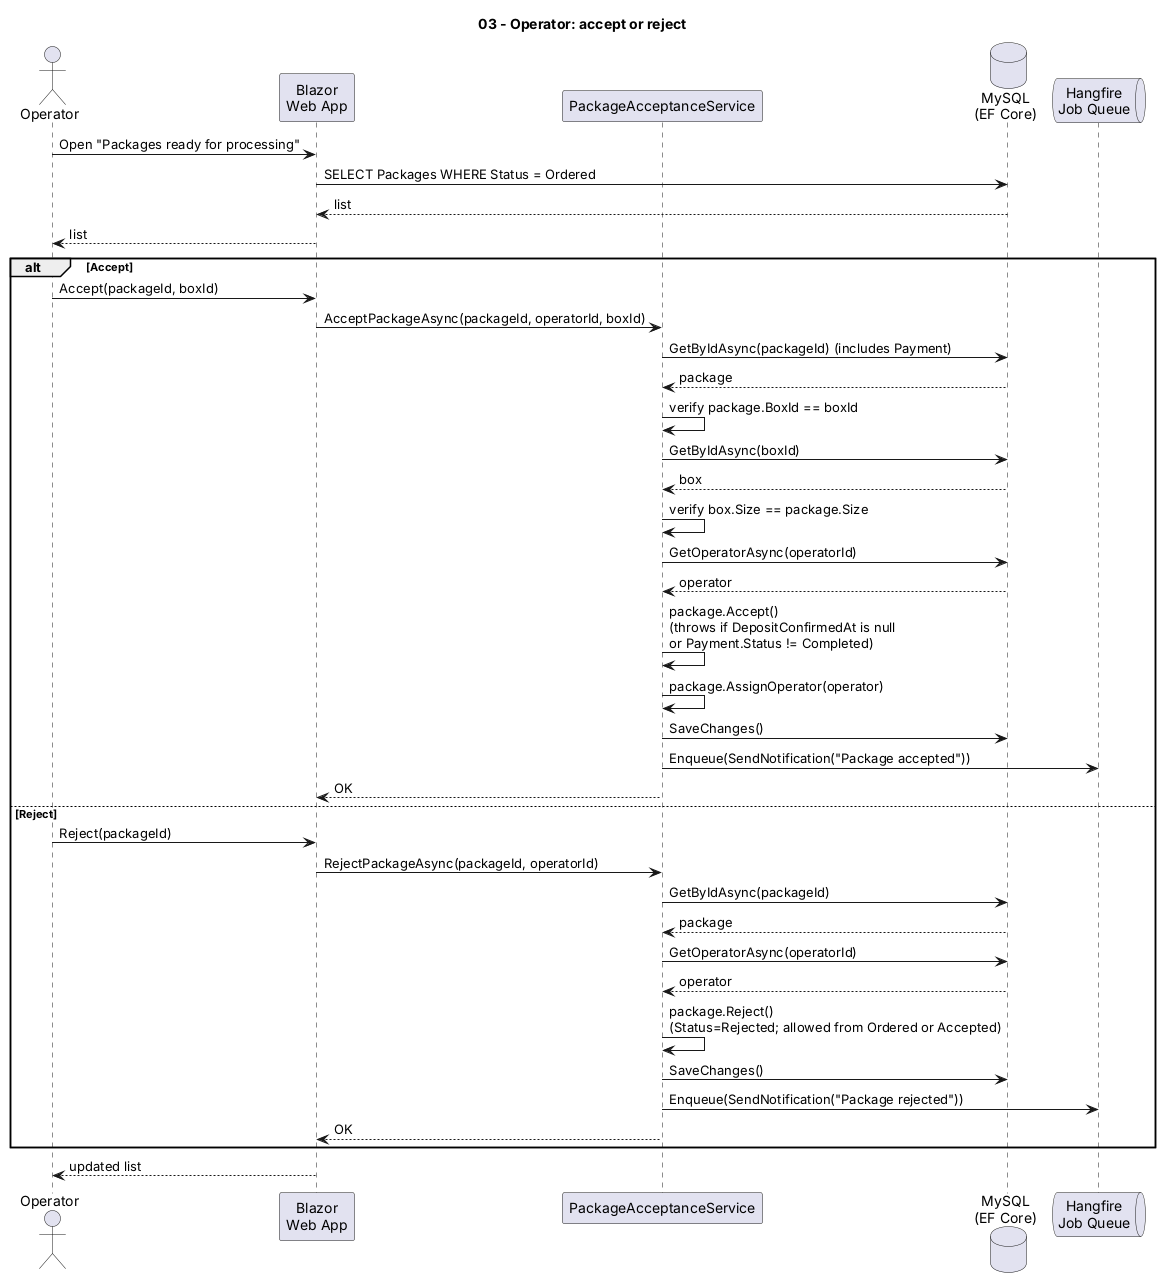 03 - Operator: accept or reject
Operator
Blazor
Web App
PackageAcceptanceService
MySQL
(EF Core)
Hangfire
Job Queue
Open "Packages ready for processing"
SELECT Packages WHERE Status = Ordered
list
list
alt
[Accept]
Accept(packageId, boxId)
AcceptPackageAsync(packageId, operatorId, boxId)
GetByIdAsync(packageId) (includes Payment)
package
verify package.BoxId == boxId
GetByIdAsync(boxId)
box
verify box.Size == package.Size
GetOperatorAsync(operatorId)
operator
package.Accept()
(throws if DepositConfirmedAt is null
or Payment.Status != Completed)
package.AssignOperator(operator)
SaveChanges()
Enqueue(SendNotification("Package accepted"))
OK
[Reject]
Reject(packageId)
RejectPackageAsync(packageId, operatorId)
GetByIdAsync(packageId)
package
GetOperatorAsync(operatorId)
operator
package.Reject()
(Status=Rejected; allowed from Ordered or Accepted)
SaveChanges()
Enqueue(SendNotification("Package rejected"))
OK
updated list
Operator
Blazor
Web App
PackageAcceptanceService
MySQL
(EF Core)
Hangfire
Job Queue